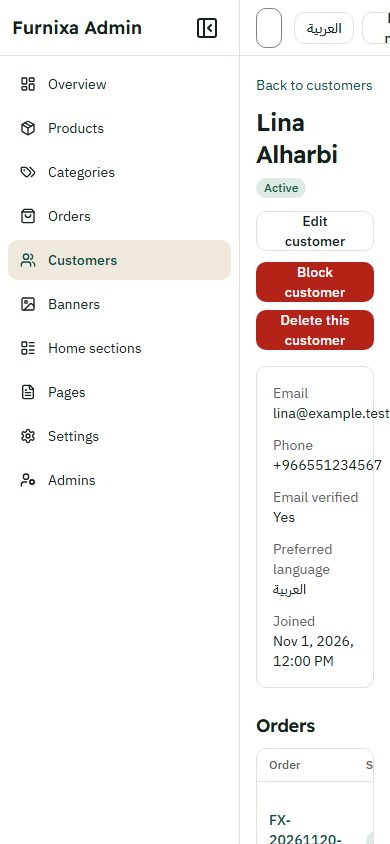 Furnixa Admin
العربية
Overview
Products
Categories
Orders
Customers
Banners
Home sections
Pages
Settings
Admins
Back to customers
Lina
Alharbi
Active
Edit
customer
Block
customer
Delete this
customer
Email
lina@example.test
Phone
+966551234567
Email verified
Yes
Preferred
language
العربية
Joined
Nov 1, 2026,
12:00 PM
Orders
Order
FX-
20261120-